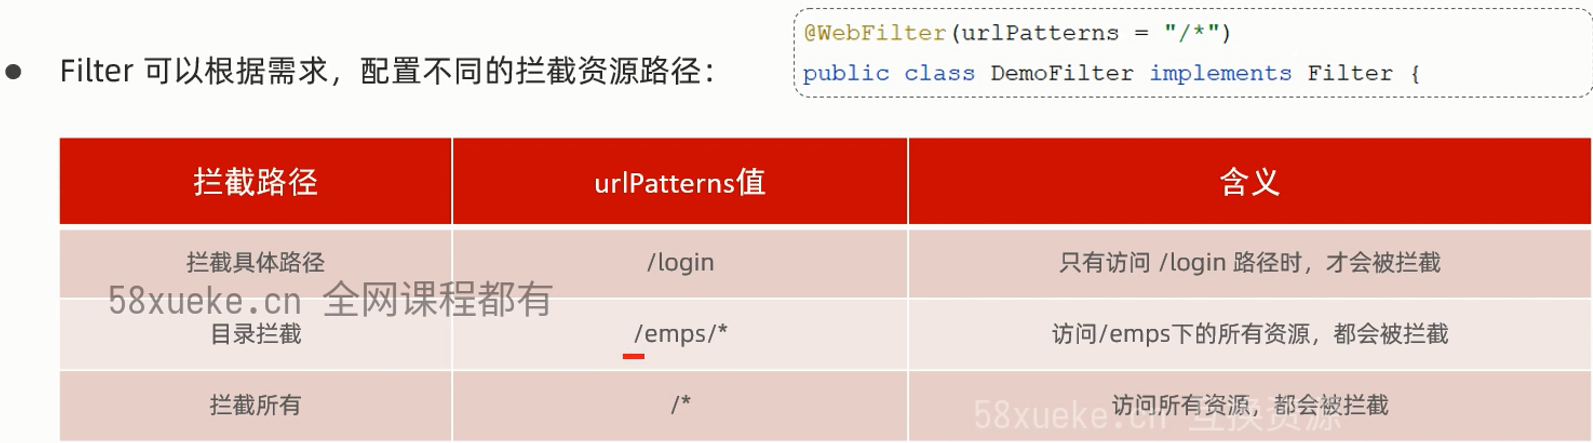 @WebFilter(urlPatterns = "/*")
● Filter 可以根据需求，配置不同的拦截资源路径：
public class DemoFilter implements Filter {
拦截路径 urlPatterns值 含义
拦截具体路径 /login 只有访问 /login 路径时，才会被拦截
58xueke.cn 全网课程都有
目录拦截 /emps/* 访问/emps下的所有资源，都会被拦截
拦截所有 /* 访问所有资源，都会被拦截
58xueke.cn 互换资源